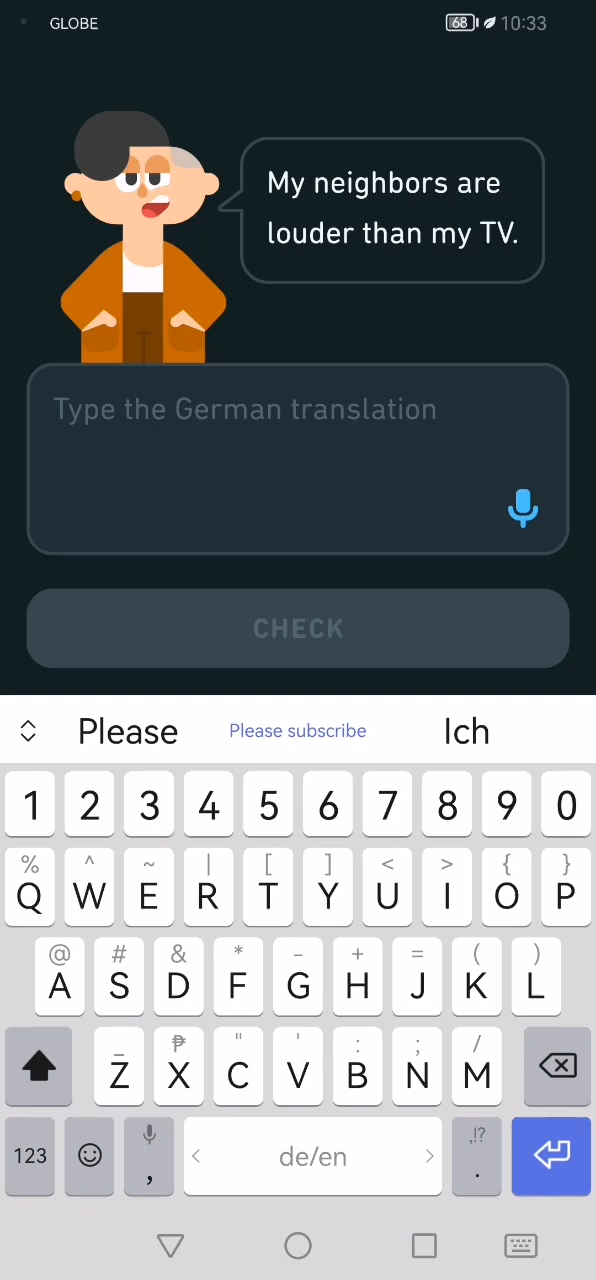 GLOBE 68 10:33
My neighbors are
louder than my TV.
Type the German translation
CHECK
Please Please subscribe Ich
1 2 3 4 5 6 7 8 9 0
% ^ ~ | [ ] < > { }
Q W E R T Y U I O P
@ # & * - + = ( )
A S D F G H J K L
_ ₱ " ' : ; /
Z X C V B N M
,!?
123 , de/en .